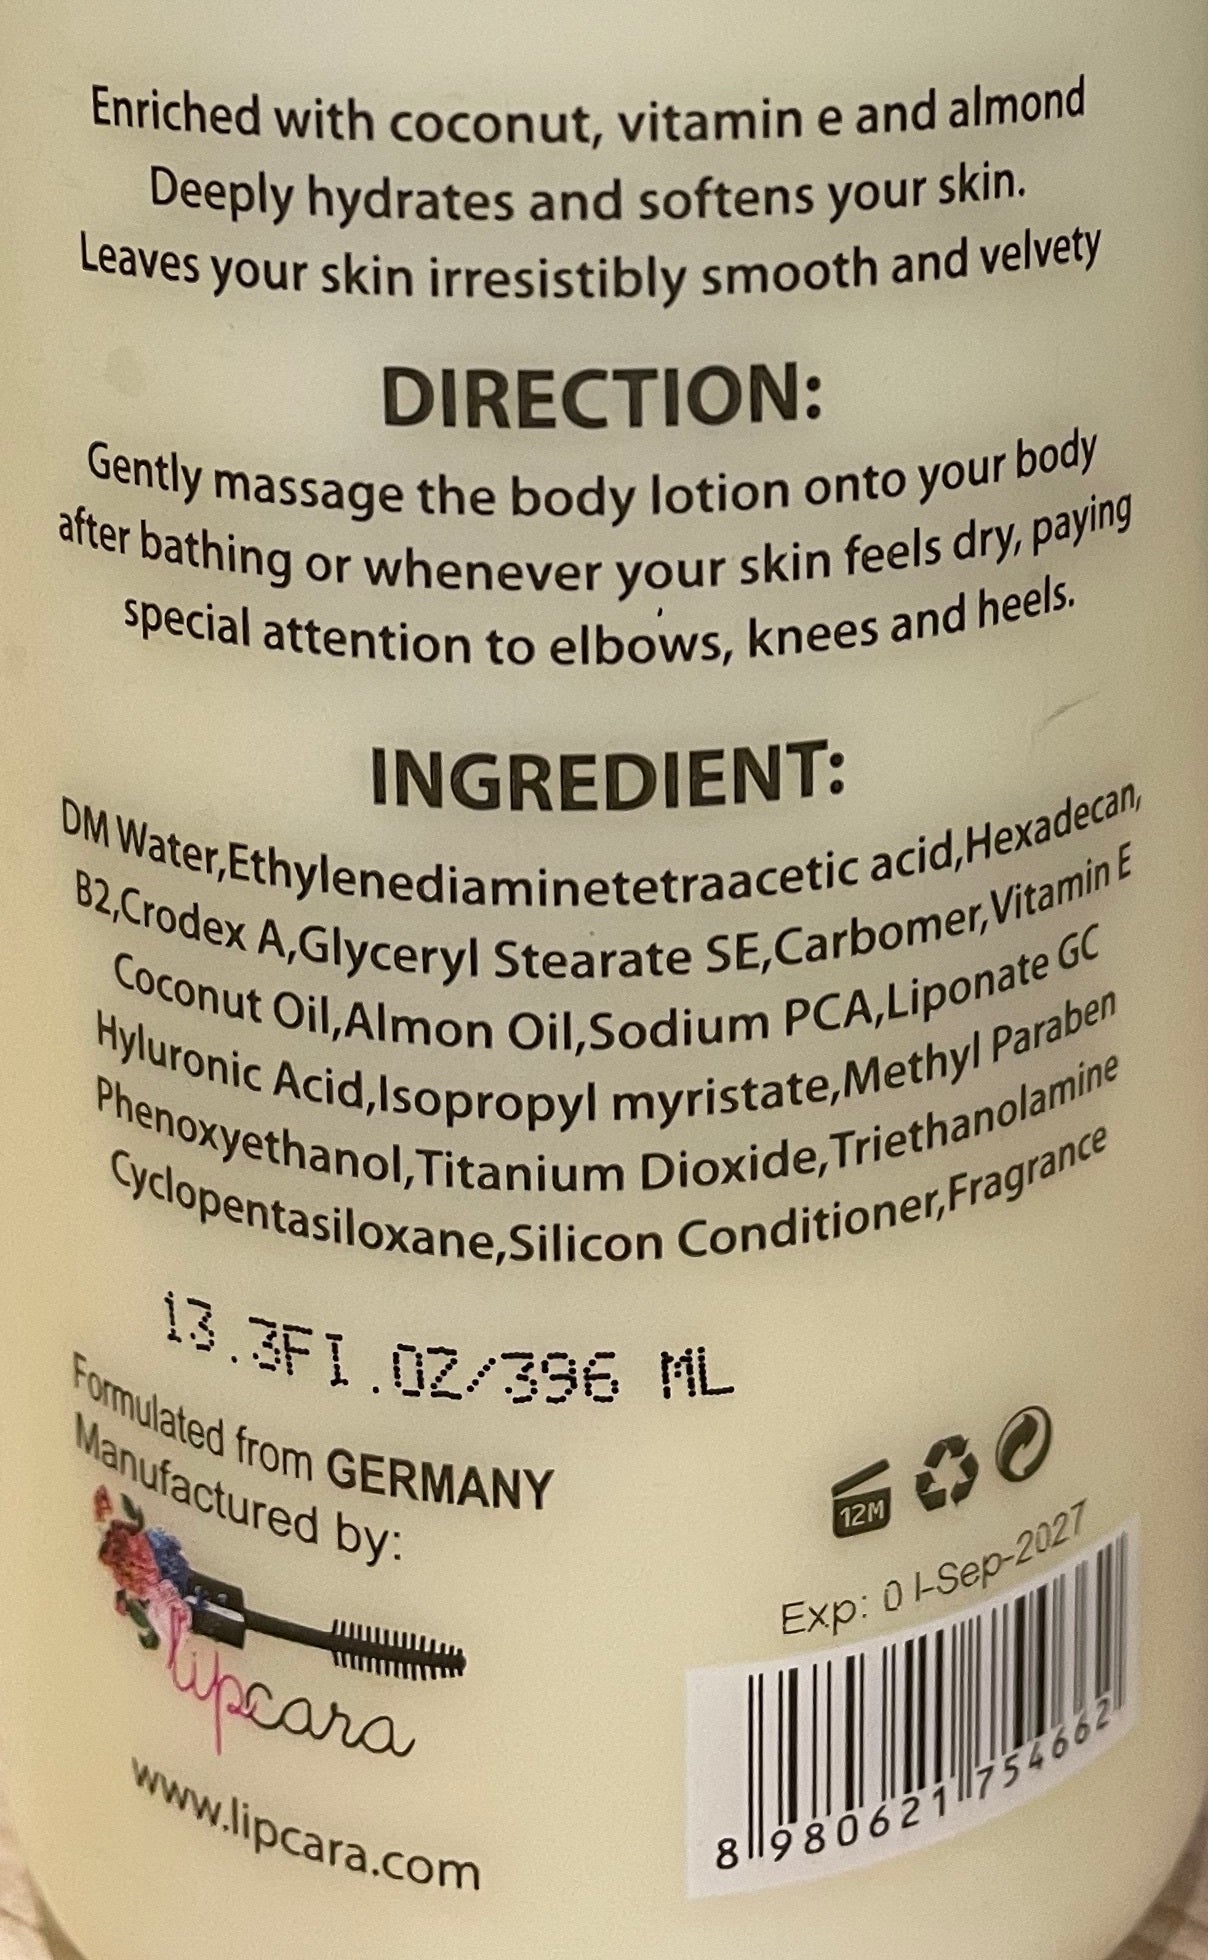 Enriched with coconut, vitamin e and almond
Deeply hydrates and softens your skin.
Leaves your skin irresistibly smooth and velvety
DIRECTION:
Gently massage the body lotion onto your body
after bathing or whenever your skin feels dry, paying
special attention to elbows, knees and heels.
INGREDIENT:
DM Water,Ethylenediaminetetraacetic acid,Hexadecan,
B2,Crodex A,Glyceryl Stearate SE,Carbomer,Vitamin E
Coconut Oil,Almon Oil,Sodium PCA,Liponate GC
Hyluronic Acid,Isopropyl myristate,Methyl Paraben
Phenoxyethanol,Titanium Dioxide,Triethanolamine
Cyclopentasiloxane,Silicon Conditioner,Fragrance
13.3FI.OZ/396 ML
Formulated from GERMANY
Manufactured by:
lipcara
www.lipcara.com
12M
Exp: 0 I-Sep-2027
8 980621 754662